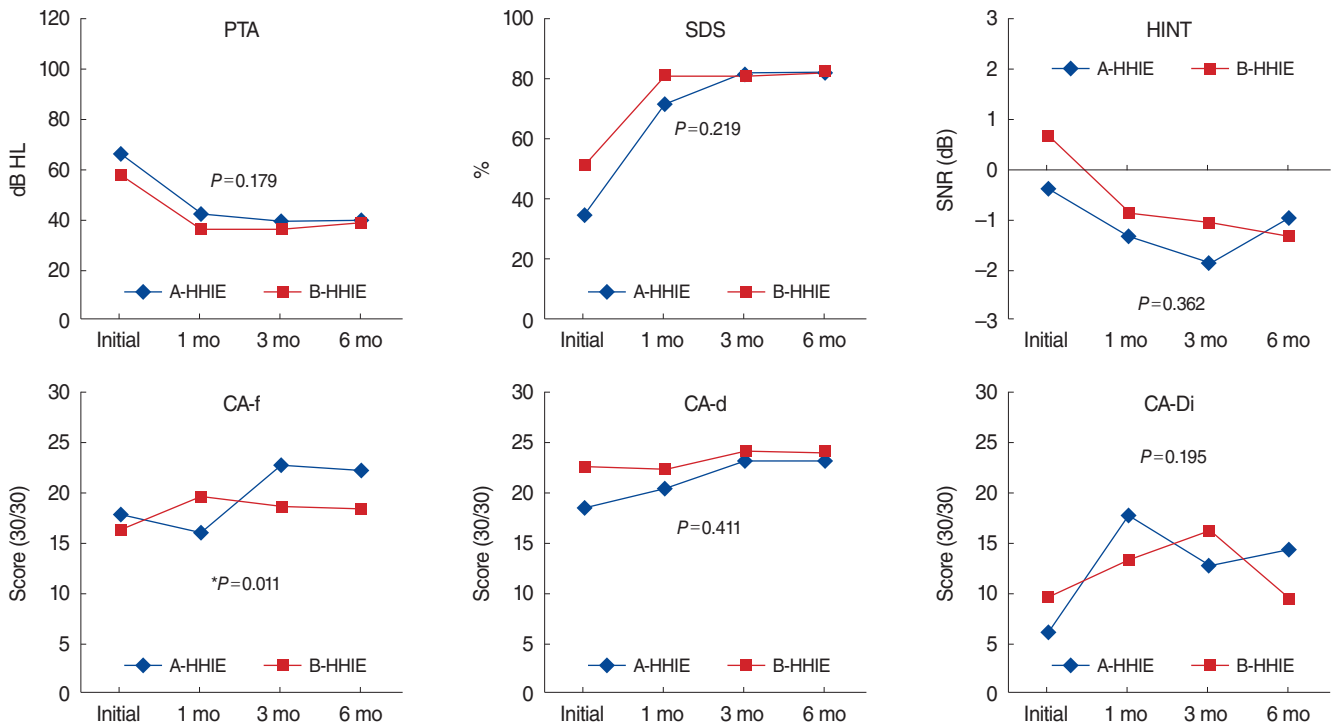 PTA
120
100
80
60
40
20
0
dB HL
P=0.179
A-HHIE
B-HHIE
Initial 1 mo 3 mo 6 mo
SDS
100
80
60
40
20
0
%
P=0.219
A-HHIE
B-HHIE
Initial 1 mo 3 mo 6 mo
HINT
3
2
1
0
–1
–2
–3
SNR (dB)
A-HHIE
B-HHIE
P=0.362
Initial 1 mo 3 mo 6 mo
CA-f
30
25
20
15
10
5
0
Score (30/30)
*P=0.011
A-HHIE
B-HHIE
Initial 1 mo 3 mo 6 mo
CA-d
30
25
20
15
10
5
0
Score (30/30)
P=0.411
A-HHIE
B-HHIE
Initial 1 mo 3 mo 6 mo
CA-Di
30
25
20
15
10
5
0
Score (30/30)
P=0.195
A-HHIE
B-HHIE
Initial 1 mo 3 mo 6 mo